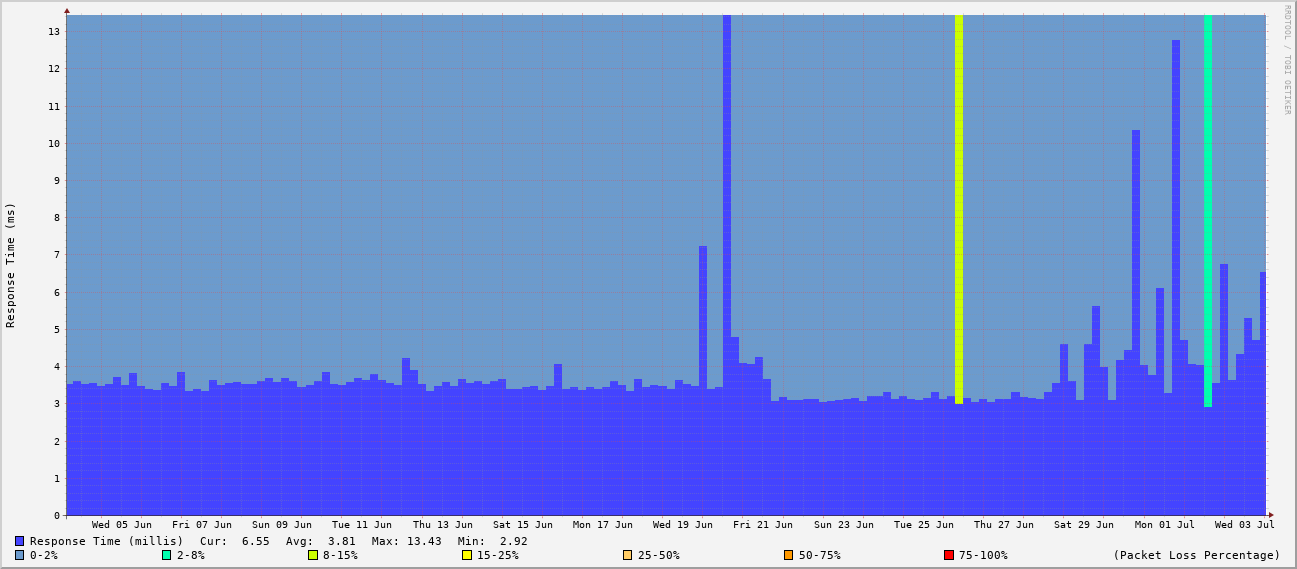 RRDTOOL / TOBI OETIKER
Response Time (ms)
13
12
11
10
9
8
7
6
5
4
3
2
1
0
Wed 05 Jun Fri 07 Jun Sun 09 Jun Tue 11 Jun Thu 13 Jun Sat 15 Jun Mon 17 Jun Wed 19 Jun Fri 21 Jun Sun 23 Jun Tue 25 Jun Thu 27 Jun Sat 29 Jun Mon 01 Jul Wed 03 Jul
Response Time (millis) Cur: 6.55 Avg: 3.81 Max: 13.43 Min: 2.92
0-2% 2-8% 8-15% 15-25% 25-50% 50-75% 75-100% (Packet Loss Percentage)